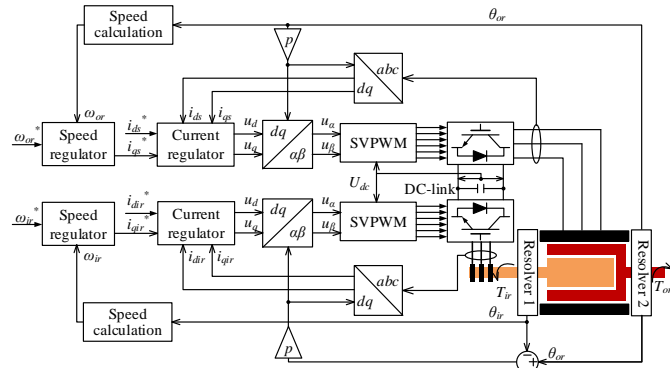 Speed calculation
θor
p
abc
dq
ωor
ids
iqs
ωor*
ids*
iqs*
Speed regulator
Current regulator
ud
uq
dq
αβ
uα
uβ
SVPWM
Udc
DC-link
ωir*
idir*
iqir*
Speed regulator
Current regulator
ud
uq
dq
αβ
uα
uβ
SVPWM
ωir
idir
iqir
abc
dq
Resolver 1
Resolver 2
Tir
Tor
θir
Speed calculation
p
−
+
θor